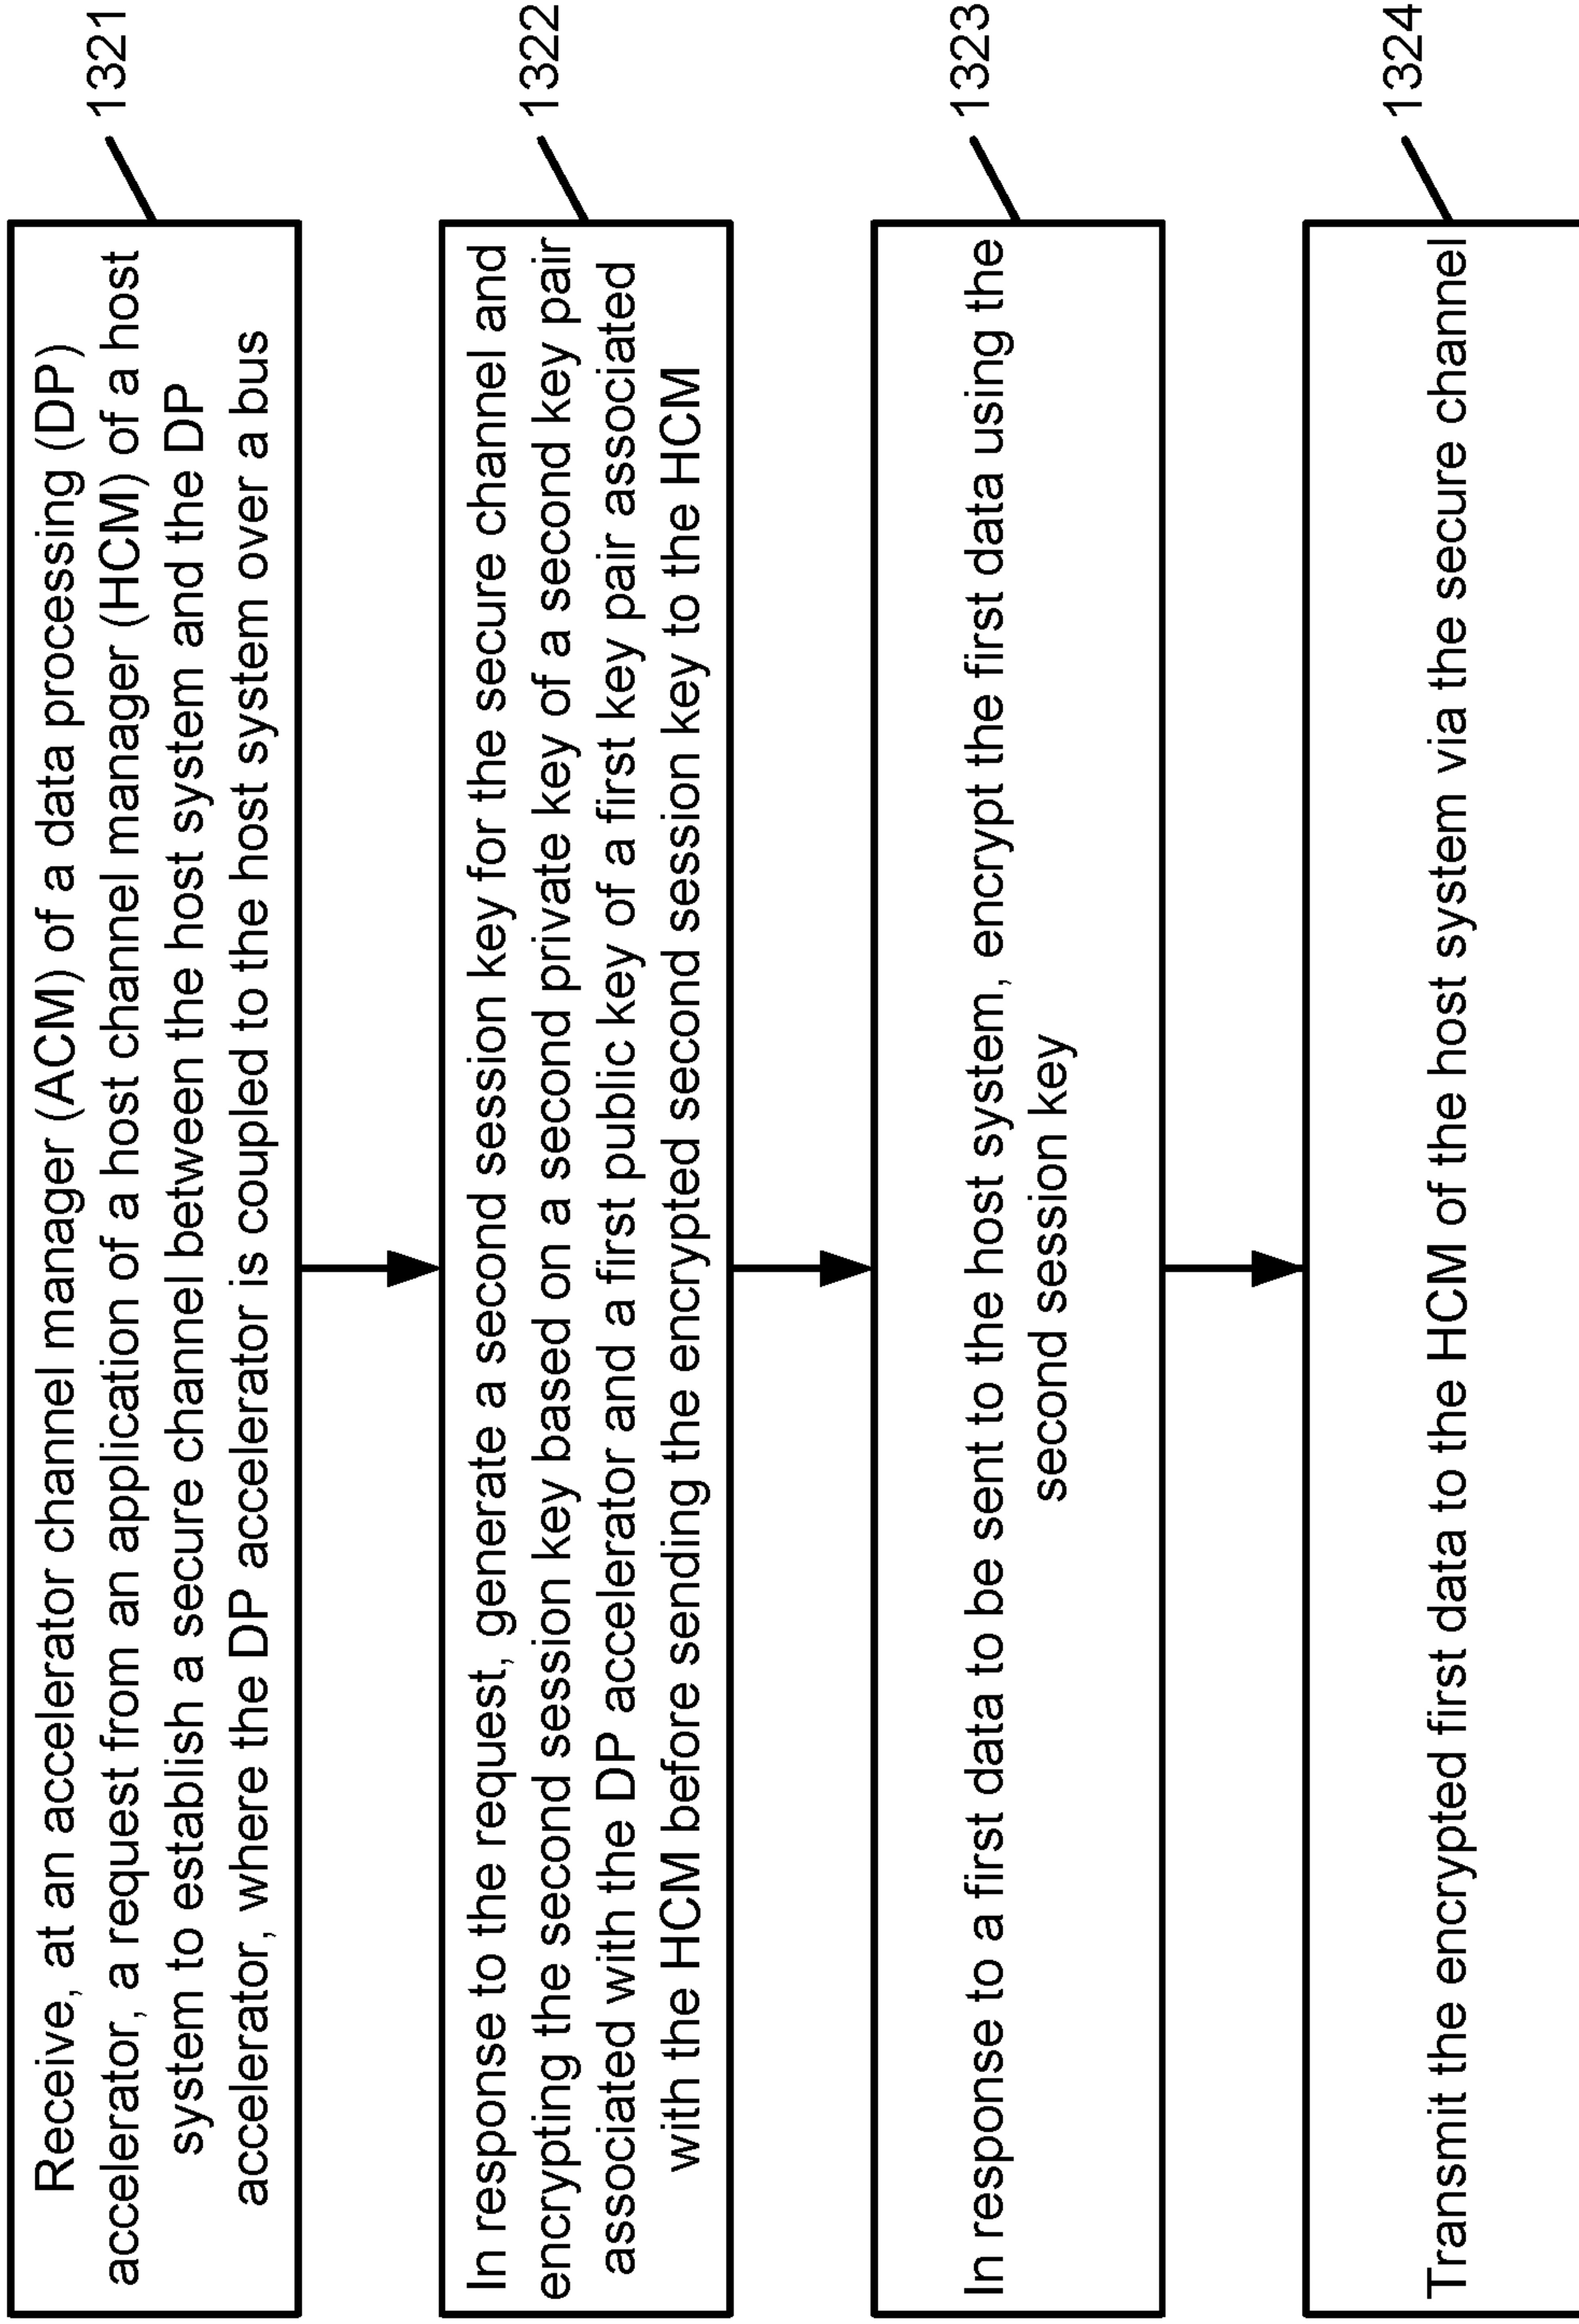 Receive, at an accelerator channel manager (ACM) of a data processing (DP)
accelerator, a request from an application of a host channel manager (HCM) of a host
system to establish a secure channel between the host system and the DP
accelerator, where the DP accelerator is coupled to the host system over a bus
1321
In response to the request, generate a second session key for the secure channel and
encrypting the second session key based on a second private key of a second key pair
associated with the DP accelerator and a first public key of a first key pair associated
with the HCM before sending the encrypted second session key to the HCM
1322
In response to a first data to be sent to the host system, encrypt the first data using the
second session key
1323
Transmit the encrypted first data to the HCM of the host system via the secure channel
1324